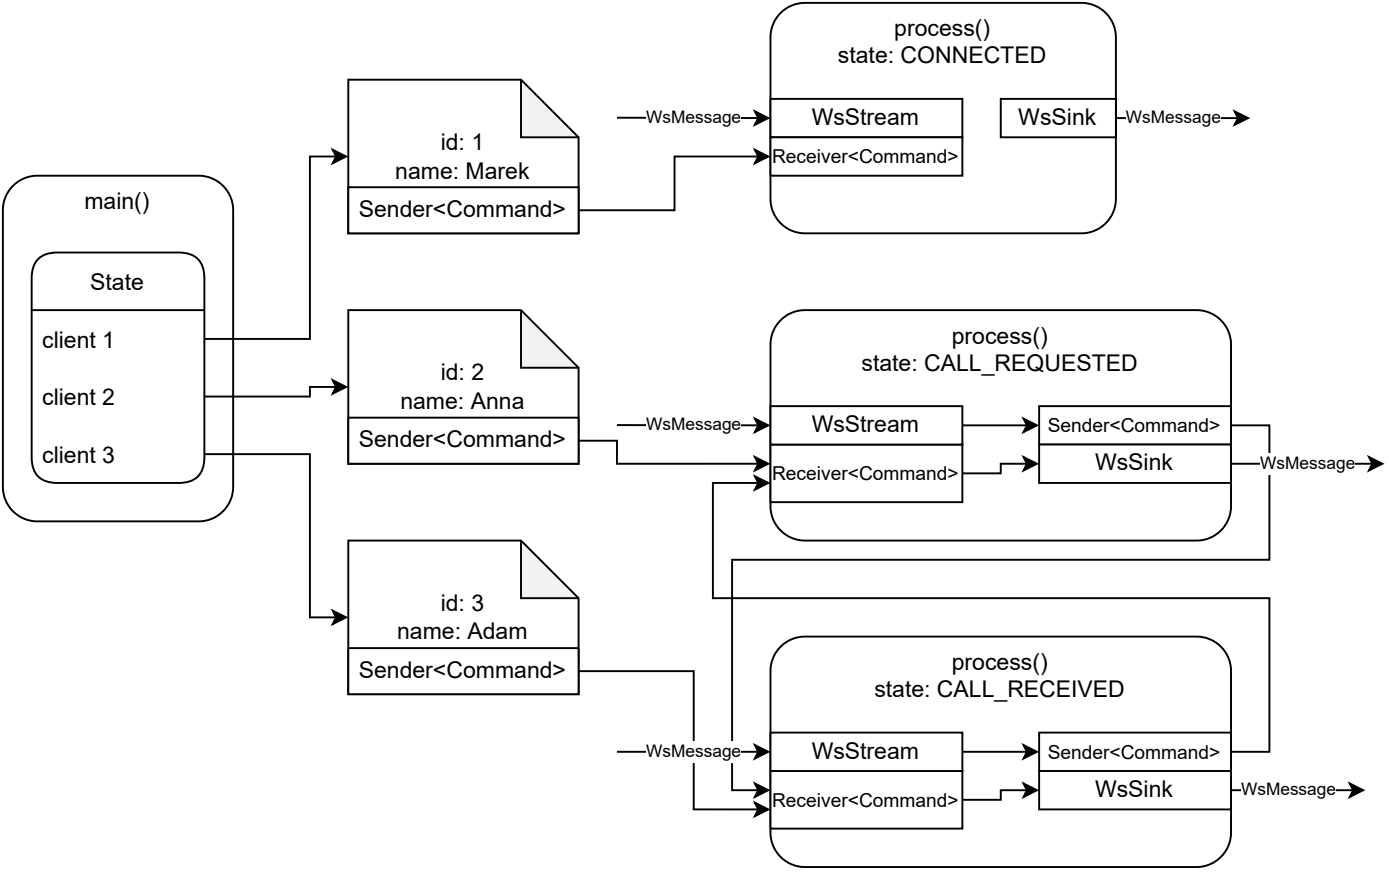 main()
State
client 1
client 2
client 3
id: 1
name: Marek
Sender<Command>
process()
state: CONNECTED
WsMessage
WsStream
WsSink
WsMessage
Receiver<Command>
id: 2
name: Anna
Sender<Command>
process()
state: CALL_REQUESTED
WsMessage
WsStream
Sender<Command>
Receiver<Command>
WsSink
WsMessage
id: 3
name: Adam
Sender<Command>
process()
state: CALL_RECEIVED
WsMessage
WsStream
Sender<Command>
Receiver<Command>
WsSink
WsMessage